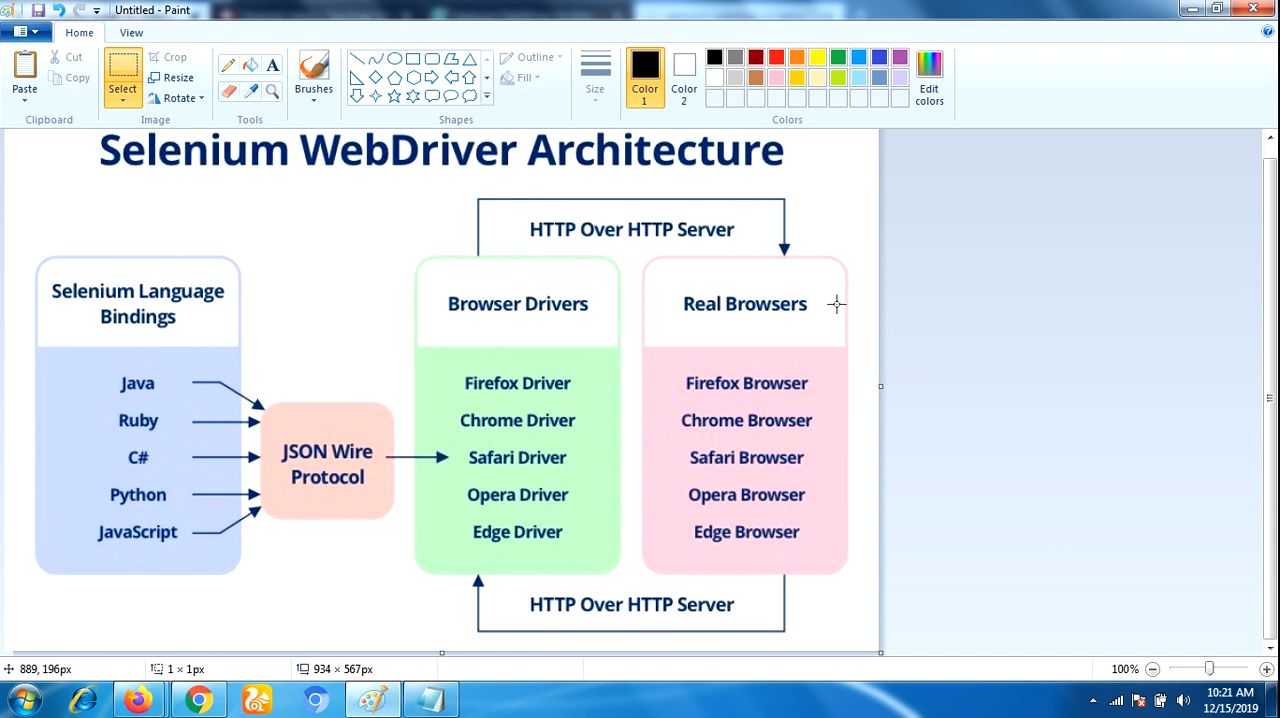 Untitled - Paint
Home View
Paste
Cut
Copy
Clipboard
Select
Crop
Resize
Rotate
Image
Tools
Brushes
Shapes
Outline
Fill
Size
Color 1
Color 2
Edit colors
Colors
Selenium WebDriver Architecture
HTTP Over HTTP Server
Selenium Language
Bindings
Java
Ruby
C#
Python
JavaScript
JSON Wire
Protocol
Browser Drivers
Firefox Driver
Chrome Driver
Safari Driver
Opera Driver
Edge Driver
Real Browsers
Firefox Browser
Chrome Browser
Safari Browser
Opera Browser
Edge Browser
HTTP Over HTTP Server
889, 196px
1 × 1px
934 × 567px
100%
10:21 AM
12/15/2019